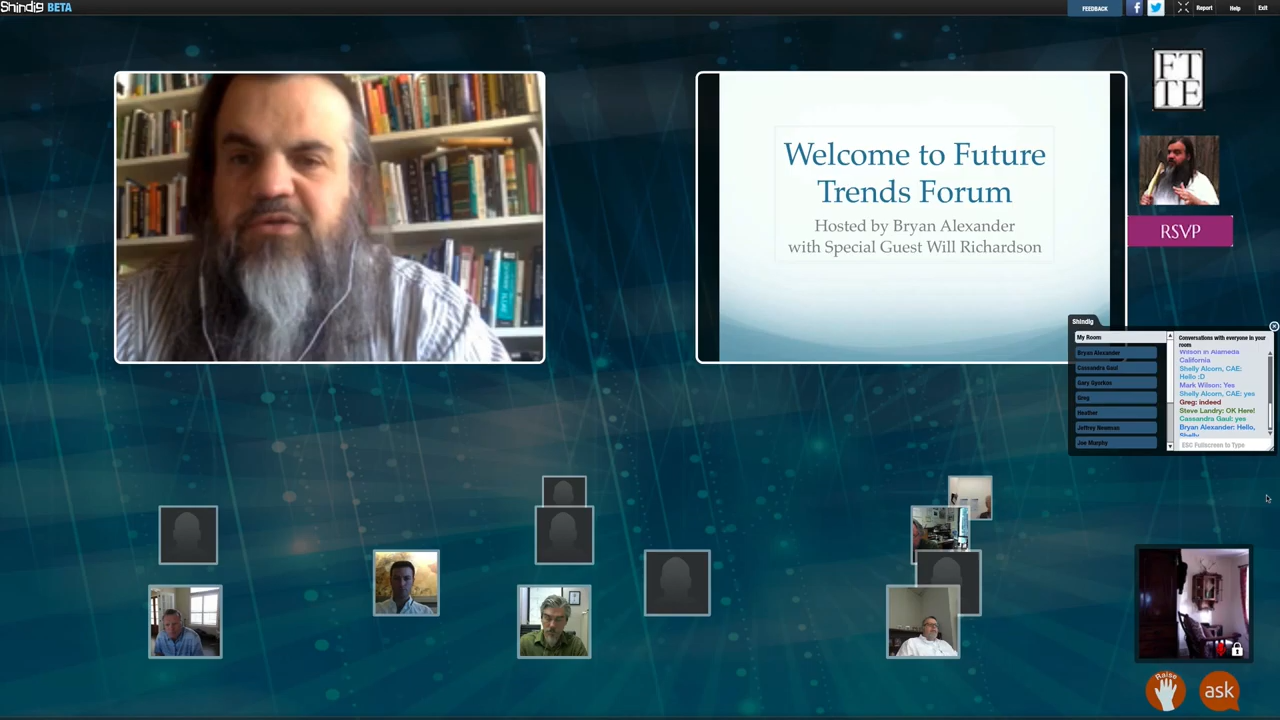 Shindig BETA
FEEDBACK
Report
Help
Exit
FT
TE
Welcome to Future
Trends Forum
Hosted by Bryan Alexander
with Special Guest Will Richardson
RSVP
Shindig
My Room
Bryan Alexander
Cassandra Gaul
Gary Gyorkos
Greg
Heather
Jeffrey Newman
Joe Murphy
Conversations with everyone in your
room
Wilson in Alameda
California
Shelly Alcorn, CAE:
Hello :D
Mark Wilson: Yes
Shelly Alcorn, CAE: yes
Greg: indeed
Steve Landry: OK Here!
Cassandra Gaul: yes
Bryan Alexander: Hello,
Shelly
ESC Fullscreen to Type
Raise
ask